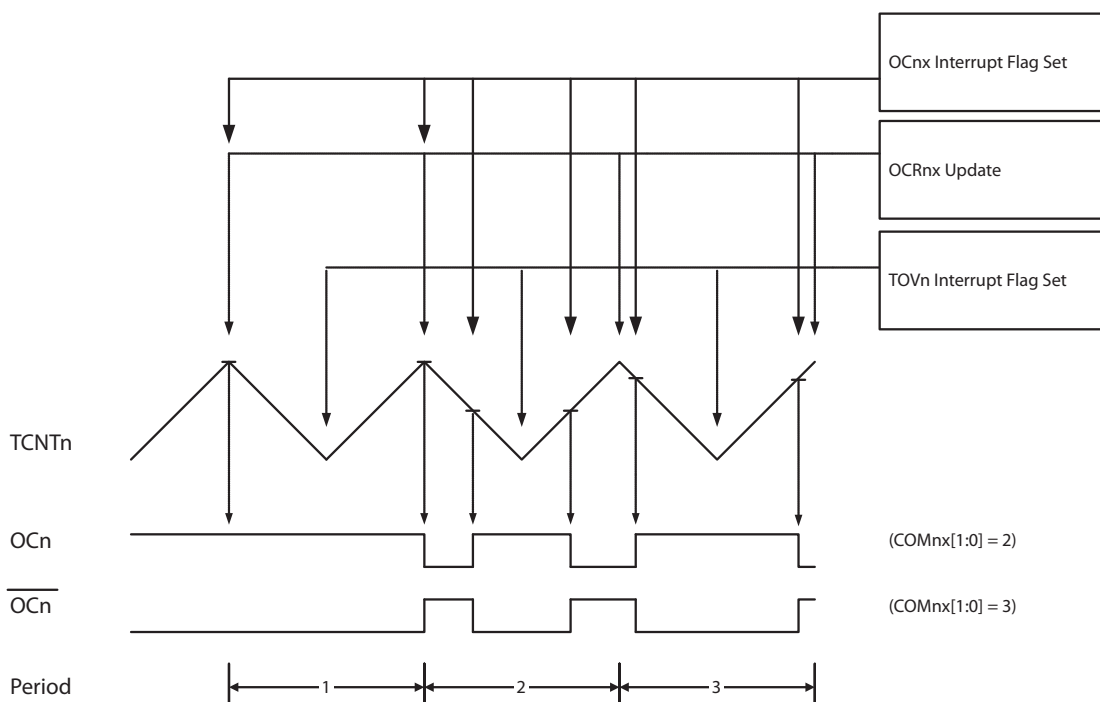 OCnx Interrupt Flag Set
OCRnx Update
TOVn Interrupt Flag Set
TCNTn
OCn
(COMnx[1:0] = 2)
OCn
(COMnx[1:0] = 3)
Period
1
2
3